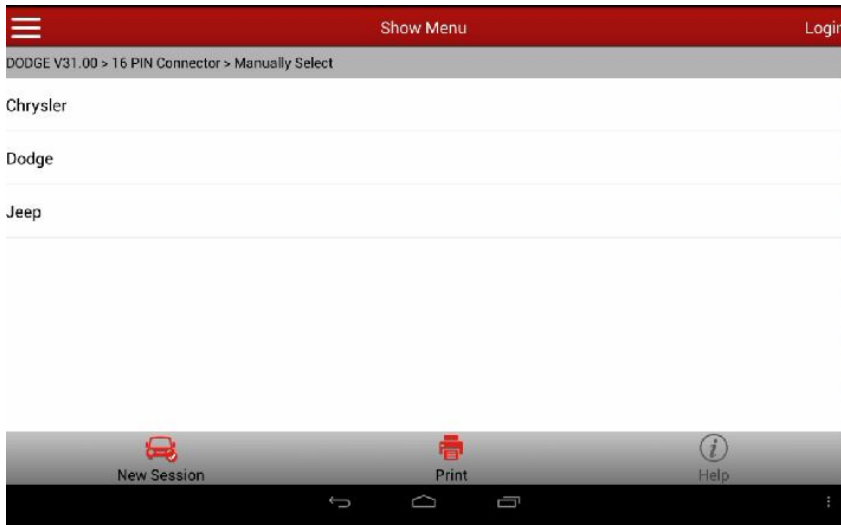 Show Menu
Login
DODGE V31.00 > 16 PIN Connector > Manually Select
Chrysler
Dodge
Jeep
New Session
Print
Help